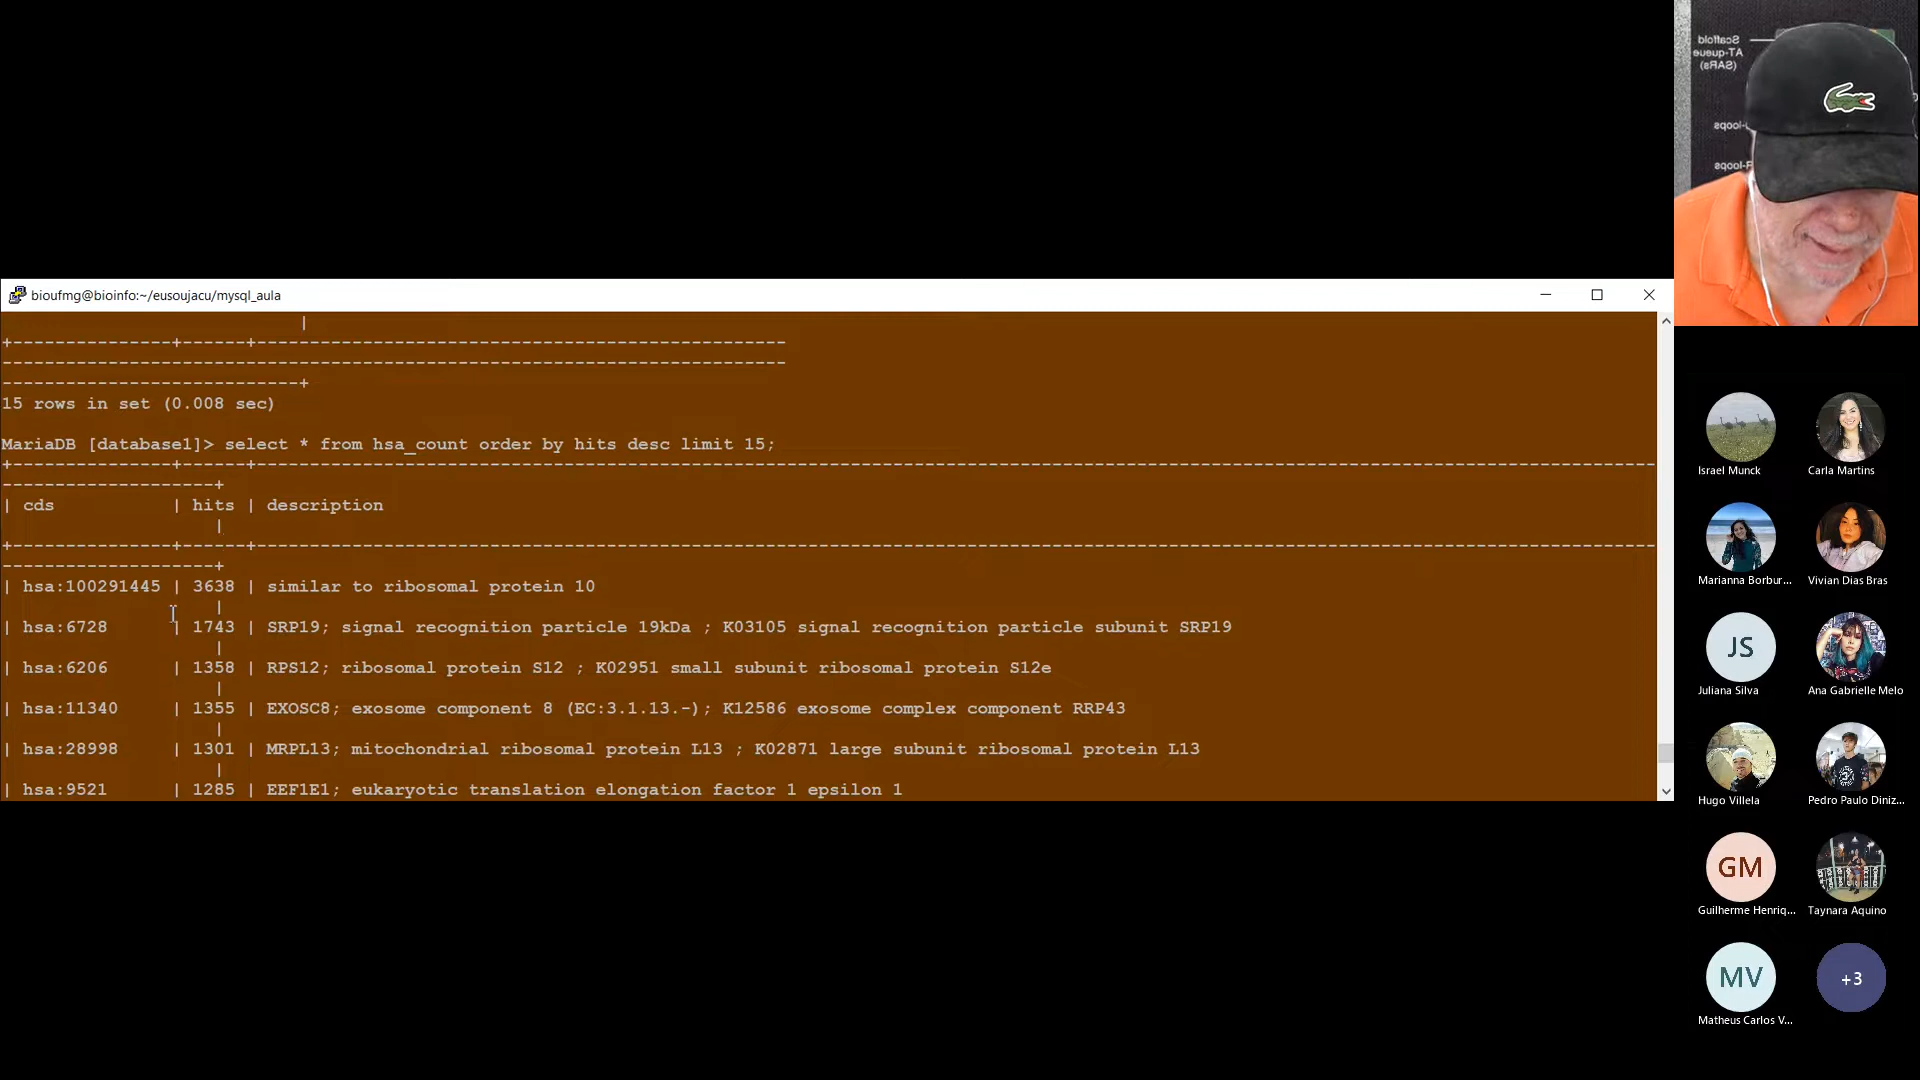 bioufmg@bioinfo:~/eusoujacu/mysql_aula
|
+----------------+------+--------------------------------------------------
--------------------------------------------------------------------------
----------------------------+
15 rows in set (0.008 sec)
MariaDB [database1]> select * from hsa_count order by hits desc limit 15;
| cds | hits | description
|
| hsa:100291445 | 3638 | similar to ribosomal protein 10
|
| hsa:6728 | 1743 | SRP19; signal recognition particle 19kDa ; K03105 signal recognition particle subunit SRP19
|
| hsa:6206 | 1358 | RPS12; ribosomal protein S12 ; K02951 small subunit ribosomal protein S12e
|
| hsa:11340 | 1355 | EXOSC8; exosome component 8 (EC:3.1.13.-); K12586 exosome complex component RRP43
|
| hsa:28998 | 1301 | MRPL13; mitochondrial ribosomal protein L13 ; K02871 large subunit ribosomal protein L13
|
| hsa:9521 | 1285 | EEF1E1; eukaryotic translation elongation factor 1 epsilon 1
Scaffold
AT-queue
(SARs)
Israel Munck
Carla Martins
Marianna Borbur...
Vivian Dias Bras
JS
Juliana Silva
Ana Gabrielle Melo
Hugo Villela
Pedro Paulo Diniz...
GM
Guilherme Henriq...
Taynara Aquino
MV
Matheus Carlos V...
+3